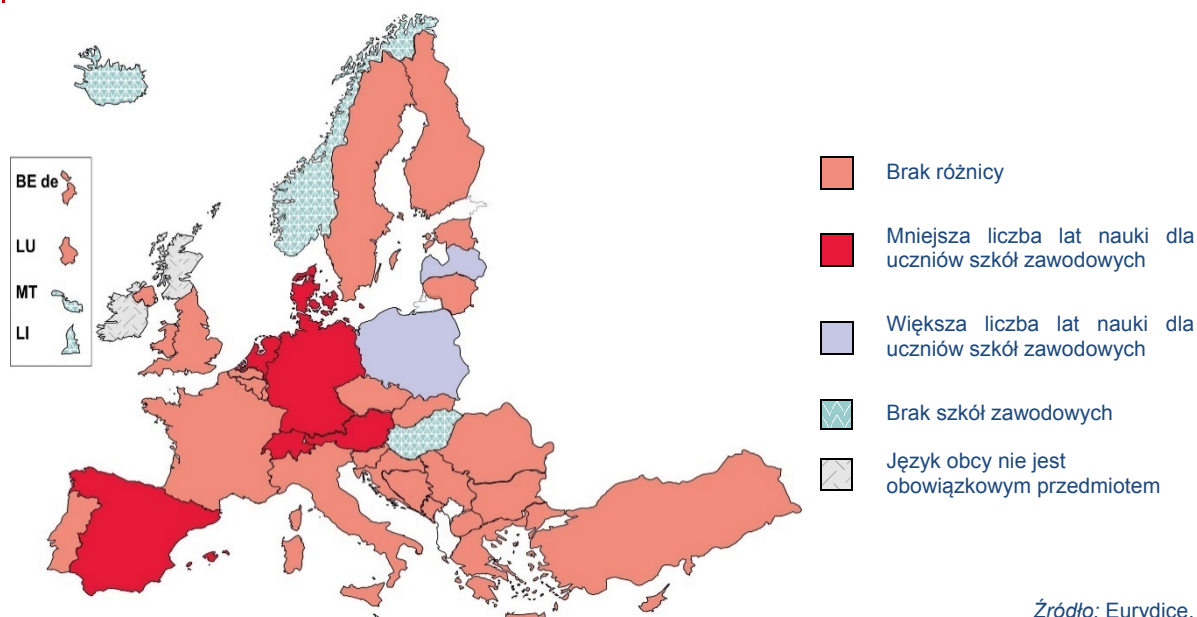 BE de
LU
MT
LI
Brak różnicy
Mniejsza liczba lat nauki dla
uczniów szkół zawodowych
Większa liczba lat nauki dla
uczniów szkół zawodowych
Brak szkół zawodowych
Język obcy nie jest
obowiązkowym przedmiotem
Źródło: Eurydice.